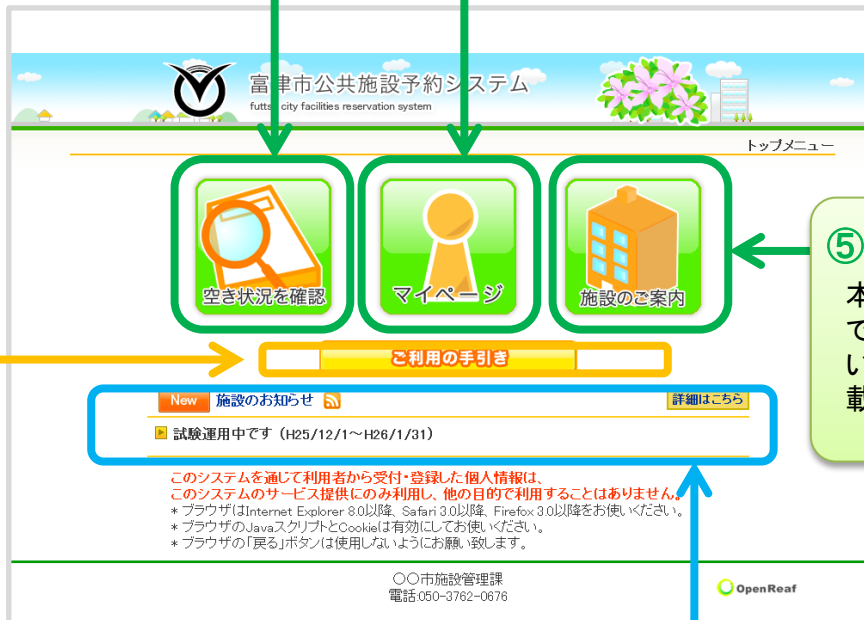 富津市公共施設予約システム
futtsu city facilities reservation system
トップメニュー
空き状況を確認
マイページ
施設のご案内
⑤
本
て
い
載
ご利用の手引き
New 施設のお知らせ 詳細はこちら
試験運用中です（H25/12/1～H26/1/31）
このシステムを通じて利用者から受付・登録した個人情報は、
このシステムのサービス提供にのみ利用し、他の目的で利用することはありません。
* ブラウザはInternet Explorer 8.0以降、Safari 3.0以降、Firefox 3.0以降をお使いください。
* ブラウザのJavaスクリプトとCookieは有効にしてお使いください。
* ブラウザの「戻る」ボタンは使用しないようにお願い致します。
〇〇市施設管理課
電話:050-3762-0676
OpenReaf